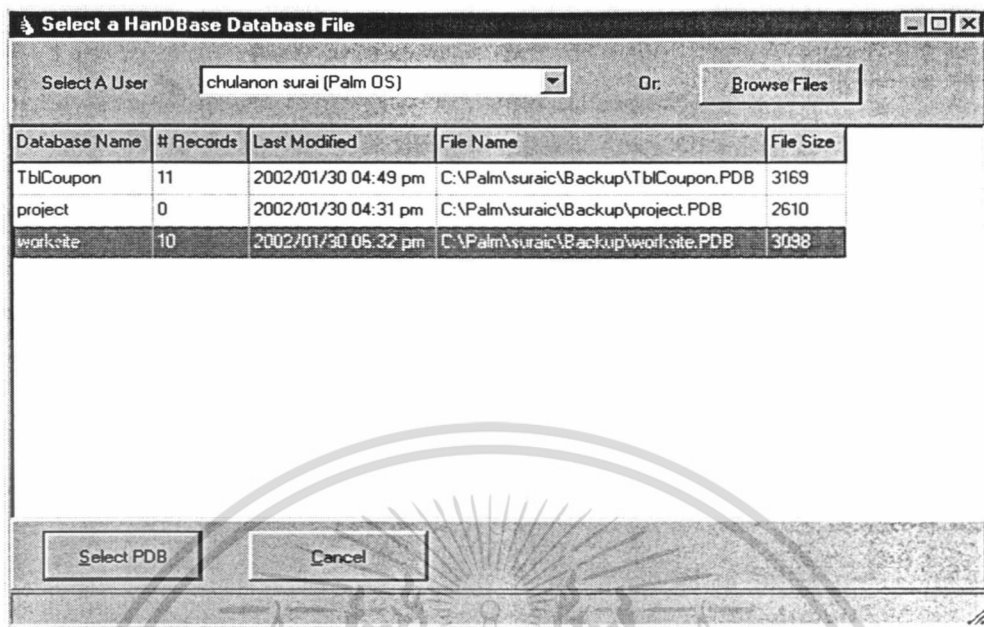 Select a HanDBase Database File
Select A User chulanon surai (Palm OS) Or: Browse Files
Database Name # Records Last Modified File Name File Size
TblCoupon 11 2002/01/30 04:49 pm C:\Palm\suraic\Backup\TblCoupon.PDB 3169
project 0 2002/01/30 04:31 pm C:\Palm\suraic\Backup\project.PDB 2610
worksite 10 2002/01/30 06:32 pm C:\Palm\suraic\Backup\worksite.PDB 3098
Select PDB Cancel